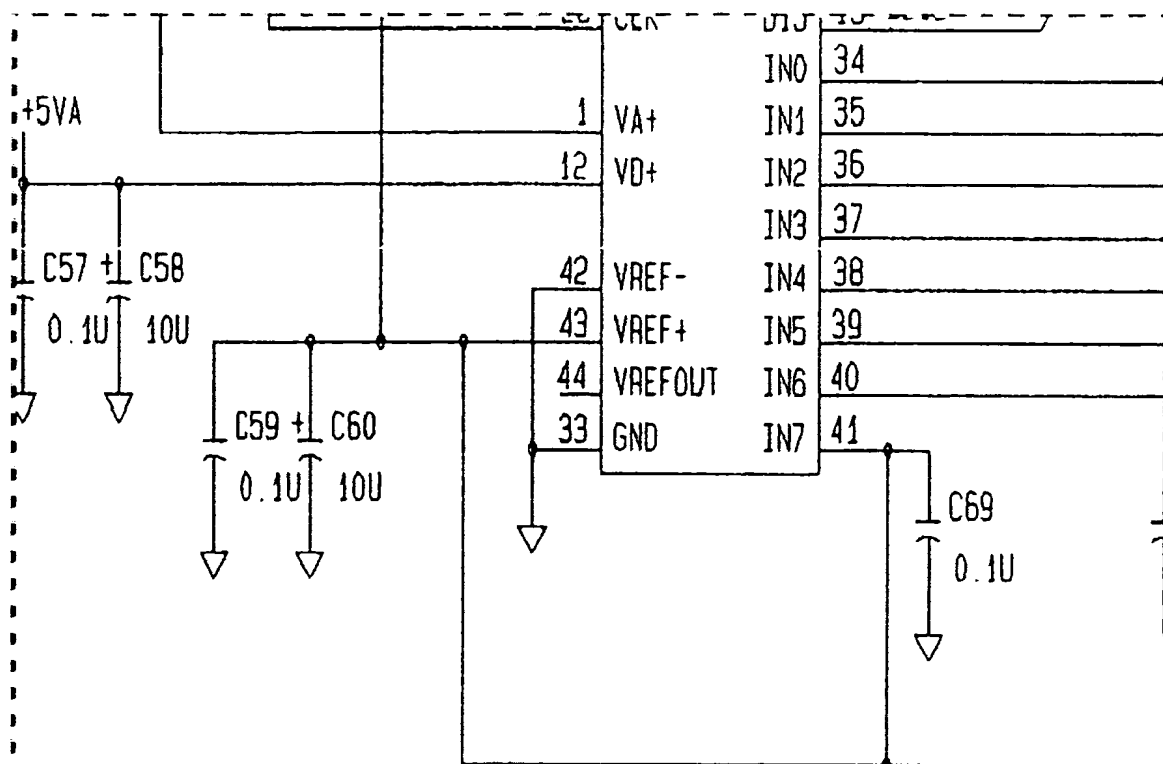 CLK
IN0 34
+5VA
1 VA+ IN1 35
12 VD+ IN2 36
IN3 37
C57 + C58
42 VREF- IN4 38
0.1U 10U
43 VREF+ IN5 39
44 VREFOUT IN6 40
C59 + C60
33 GND IN7 41
0.1U 10U
C69
0.1U